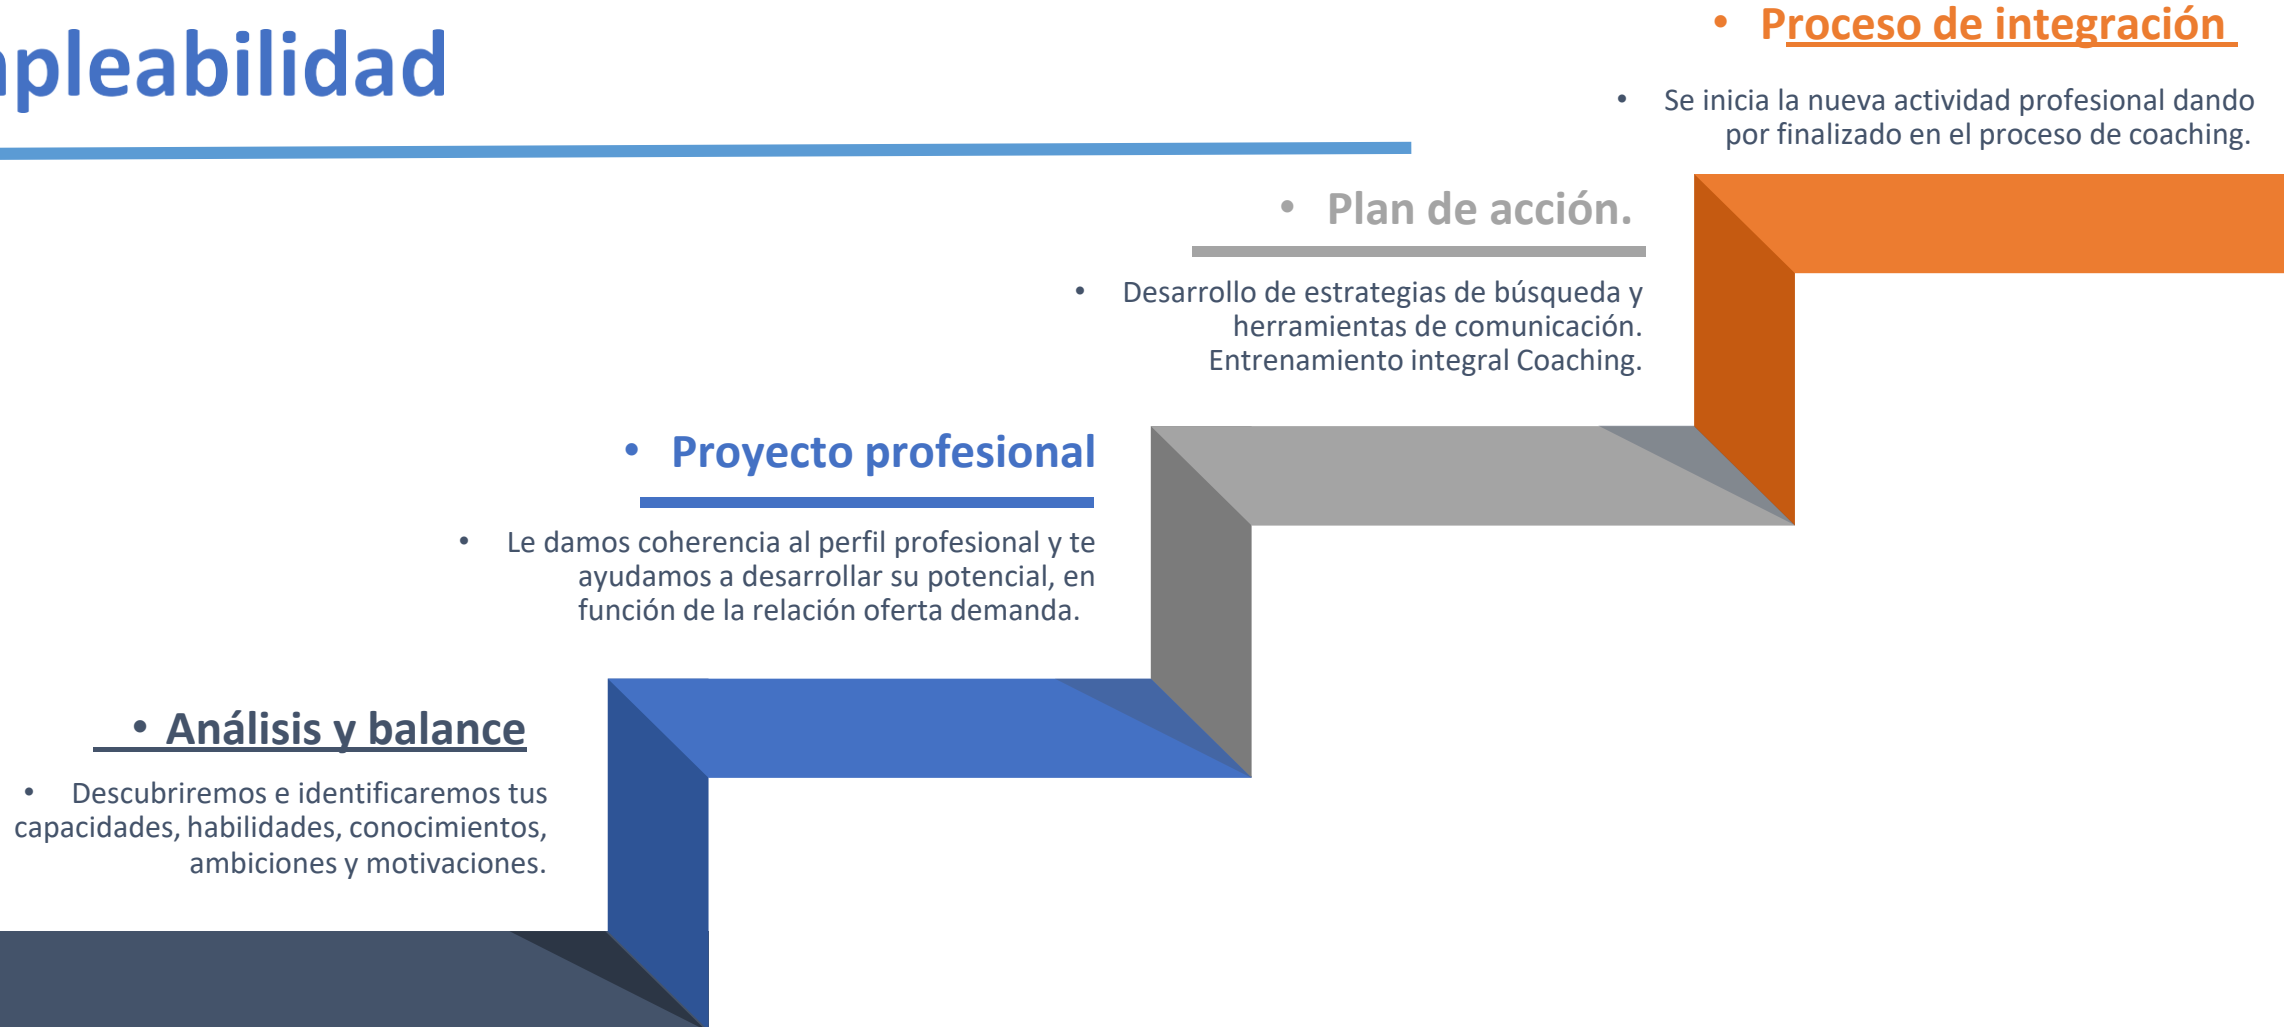 pleabilidad
• Proceso de integración
• Se inicia la nueva actividad profesional dando
por finalizado en el proceso de coaching.
• Plan de acción.
• Desarrollo de estrategias de búsqueda y
herramientas de comunicación.
Entrenamiento integral Coaching.
• Proyecto profesional
• Le damos coherencia al perfil profesional y te
ayudamos a desarrollar su potencial, en
función de la relación oferta demanda.
• Análisis y balance
• Descubriremos e identificaremos tus
capacidades, habilidades, conocimientos,
ambiciones y motivaciones.